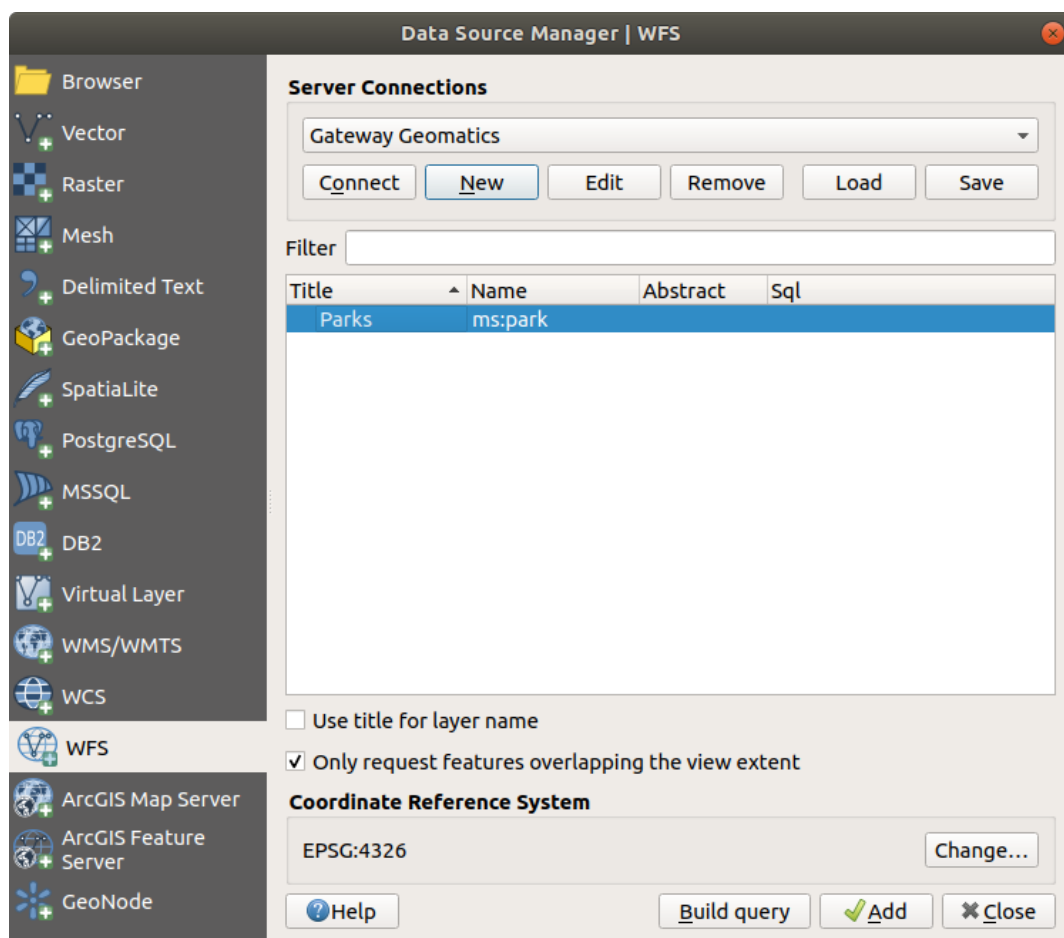 Data Source Manager | WFS
Browser
Vector
Raster
Mesh
Delimited Text
GeoPackage
SpatiaLite
PostgreSQL
MSSQL
DB2
DB2
Virtual Layer
WMS/WMTS
WCS
WFS
ArcGIS Map Server
ArcGIS Feature
Server
GeoNode
Server Connections
Gateway Geomatics
Connect New Edit Remove Load Save
Filter
Title Name Abstract Sql
Parks ms:park
Use title for layer name
Only request features overlapping the view extent
Coordinate Reference System
EPSG:4326 Change...
?Help Build query Add Close